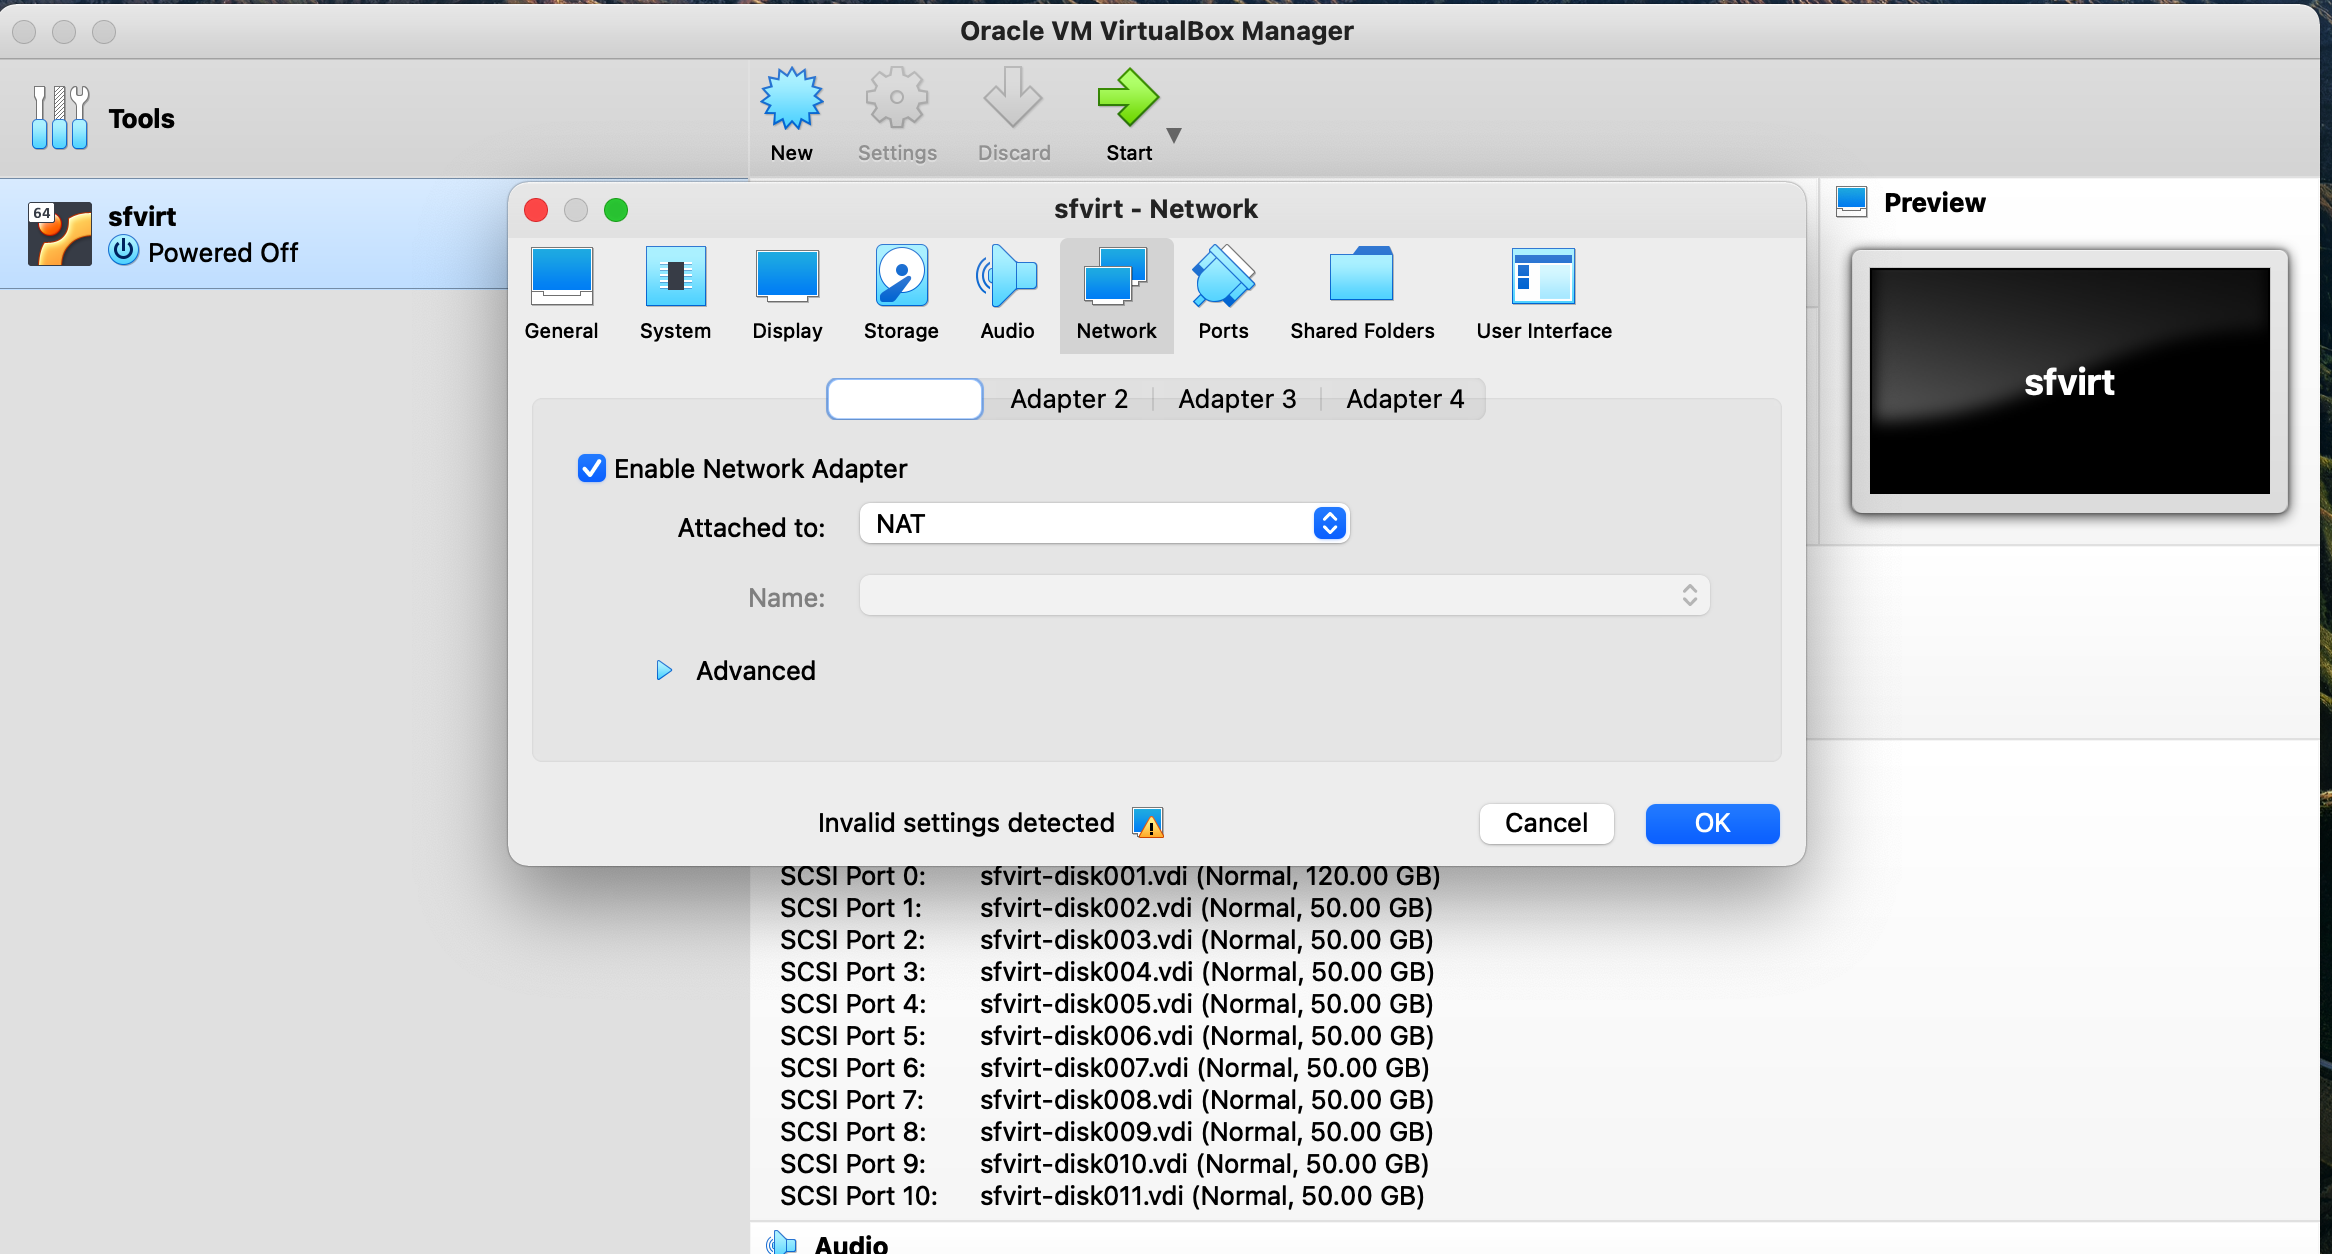 Oracle VM VirtualBox Manager
Tools
New
Settings
Discard
Start
64
sfvirt
Powered Off
sfvirt - Network
General
System
Display
Storage
Audio
Network
Ports
Shared Folders
User Interface
Adapter 2
Adapter 3
Adapter 4
Enable Network Adapter
Attached to: NAT
Name:
Advanced
Invalid settings detected
Cancel
OK
Preview
sfvirt
SCSI Port 0: sfvirt-disk001.vdi (Normal, 120.00 GB)
SCSI Port 1: sfvirt-disk002.vdi (Normal, 50.00 GB)
SCSI Port 2: sfvirt-disk003.vdi (Normal, 50.00 GB)
SCSI Port 3: sfvirt-disk004.vdi (Normal, 50.00 GB)
SCSI Port 4: sfvirt-disk005.vdi (Normal, 50.00 GB)
SCSI Port 5: sfvirt-disk006.vdi (Normal, 50.00 GB)
SCSI Port 6: sfvirt-disk007.vdi (Normal, 50.00 GB)
SCSI Port 7: sfvirt-disk008.vdi (Normal, 50.00 GB)
SCSI Port 8: sfvirt-disk009.vdi (Normal, 50.00 GB)
SCSI Port 9: sfvirt-disk010.vdi (Normal, 50.00 GB)
SCSI Port 10: sfvirt-disk011.vdi (Normal, 50.00 GB)
Audio